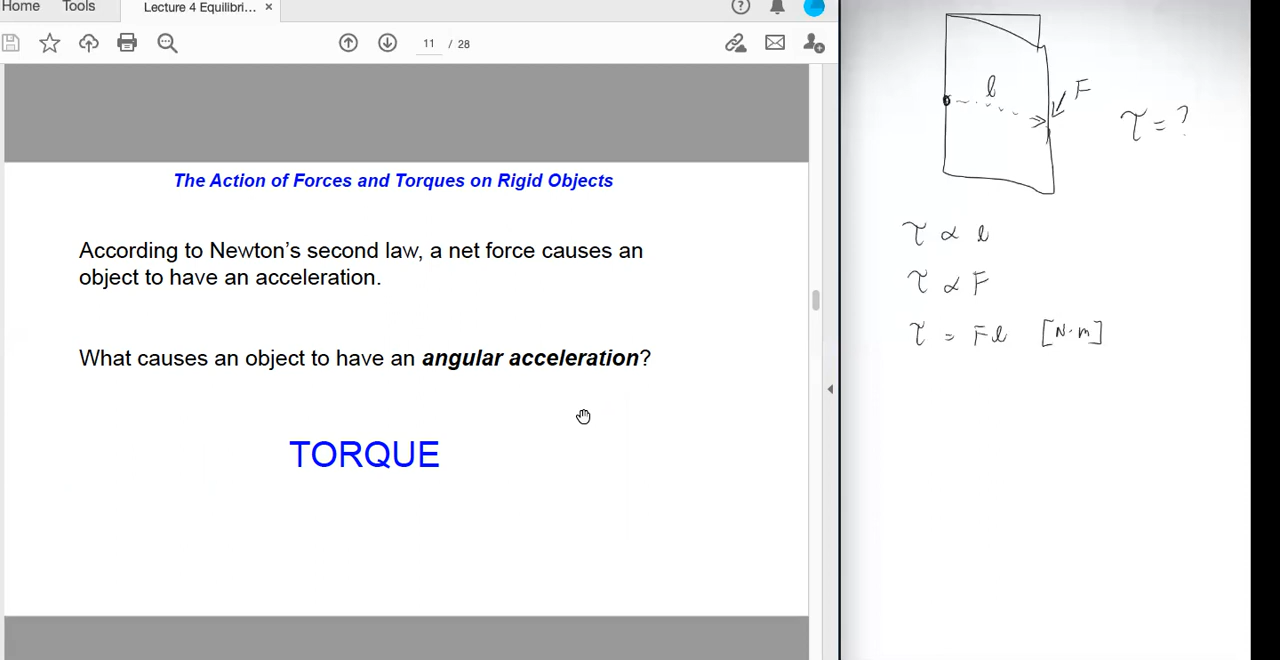 Home Tools Lecture 4 Equilibri... ×
11 / 28
The Action of Forces and Torques on Rigid Objects
According to Newton's second law, a net force causes an
object to have an acceleration.
What causes an object to have an angular acceleration?
TORQUE
l
F
τ = ?
τ ∝ l
τ ∝ F
τ = Fl [N·m]